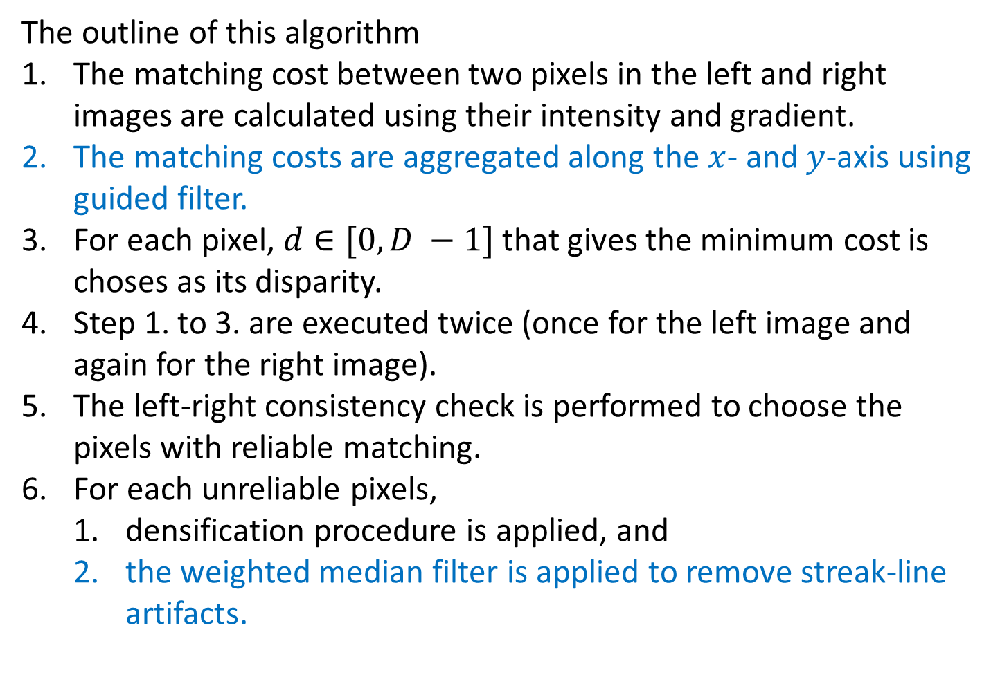 The outline of this algorithm
1. The matching cost between two pixels in the left and right
images are calculated using their intensity and gradient.
2. The matching costs are aggregated along the x- and y-axis using
guided filter.
3. For each pixel, d ∈ [0, D − 1] that gives the minimum cost is
choses as its disparity.
4. Step 1. to 3. are executed twice (once for the left image and
again for the right image).
5. The left-right consistency check is performed to choose the
pixels with reliable matching.
6. For each unreliable pixels,
1. densification procedure is applied, and
2. the weighted median filter is applied to remove streak-line
artifacts.